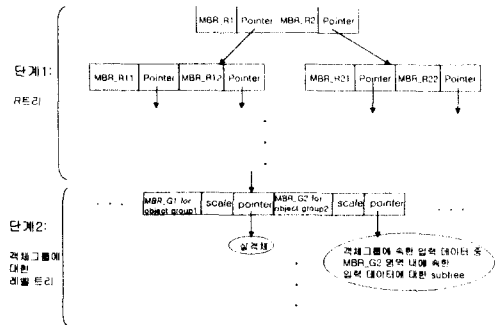 MBR_R1 Pointer MBR_R2 Pointer
단계1:
R트리
MBR_R11 Pointer MBR_R12 Pointer
MBR_R21 Pointer MBR_R22 Pointer
MBR_G1 for object group1 scale pointer MBR_G2 for object group2 scale pointer
단계2:
객체그룹에
대한
레벨 트리
실객체
객체그룹에 속한 입력 데이터 중
MBR_G2 영역 내에 속한
입력 데이터에 대한 subtree